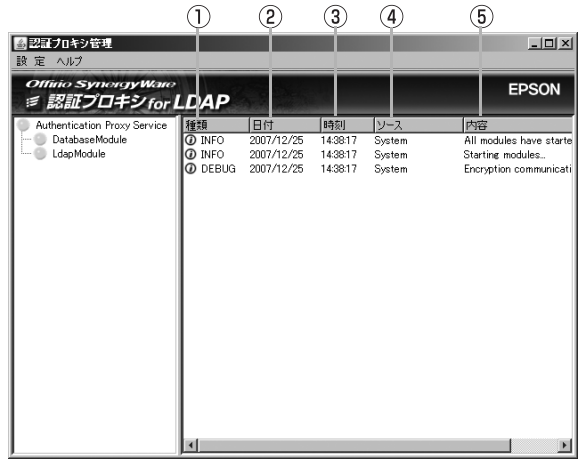 ① ② ③ ④ ⑤
認証プロキシ管理
設 定 ヘルプ
Offirio SynergyWare
認証プロキシ for LDAP
EPSON
Authentication Proxy Service
DatabaseModule
LdapModule
種類 日付 時刻 ソース 内容
INFO 2007/12/25 14:38:17 System All modules have starte
INFO 2007/12/25 14:38:17 System Starting modules...
DEBUG 2007/12/25 14:38:17 System Encryption communicati